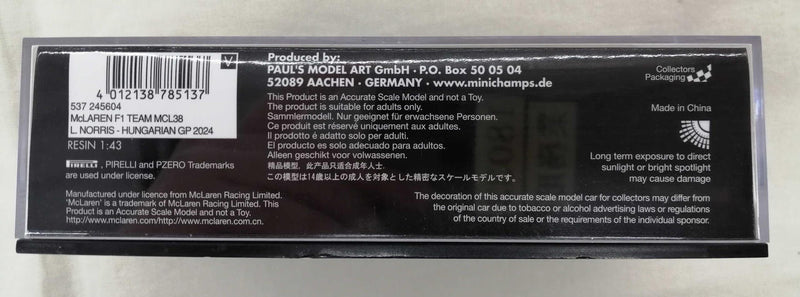 V
4 012138 785137
537 245604
McLAREN F1 TEAM MCL38
L. NORRIS - HUNGARIAN GP 2024
RESIN 1:43
PIRELLI, PIRELLI and PZERO Trademarks
are used under license.
Manufactured under licence from McLaren Racing Limited.
'McLaren' is a trademark of McLaren Racing Limited. This
Product is an Accurate Scale Model and not a Toy.
http://www.mclaren.com http://www.mclaren.com.cn.
Produced by:
PAUL'S MODEL ART GmbH · P.O. Box 50 05 04
52089 AACHEN · GERMANY · www.minichamps.de
This Product is an Accurate Scale Model and not a Toy.
The product is suitable for adults only.
Sammlermodell. Nur geeignet für erwachsene Personen.
Ce produit est réservé uniquement aux adultes.
Il prodotto é adatto solo per adulti.
El producto es solo adecuado para adultos.
Alleen geschikt voor volwassenen.
精品模型, 此产品只适合成年人士.
この模型は14歳以上の成人を対象とした精密なスケールモデルです。
Collectors
Packaging
Made in China
Long term exposure to direct
sunlight or bright spotlight
may cause damage
The decoration of this accurate scale model car for collectors may differ from
the original car due to tobacco or alcohol advertising laws or regulations
of the country of sale or the requirements of the individual sponsor.